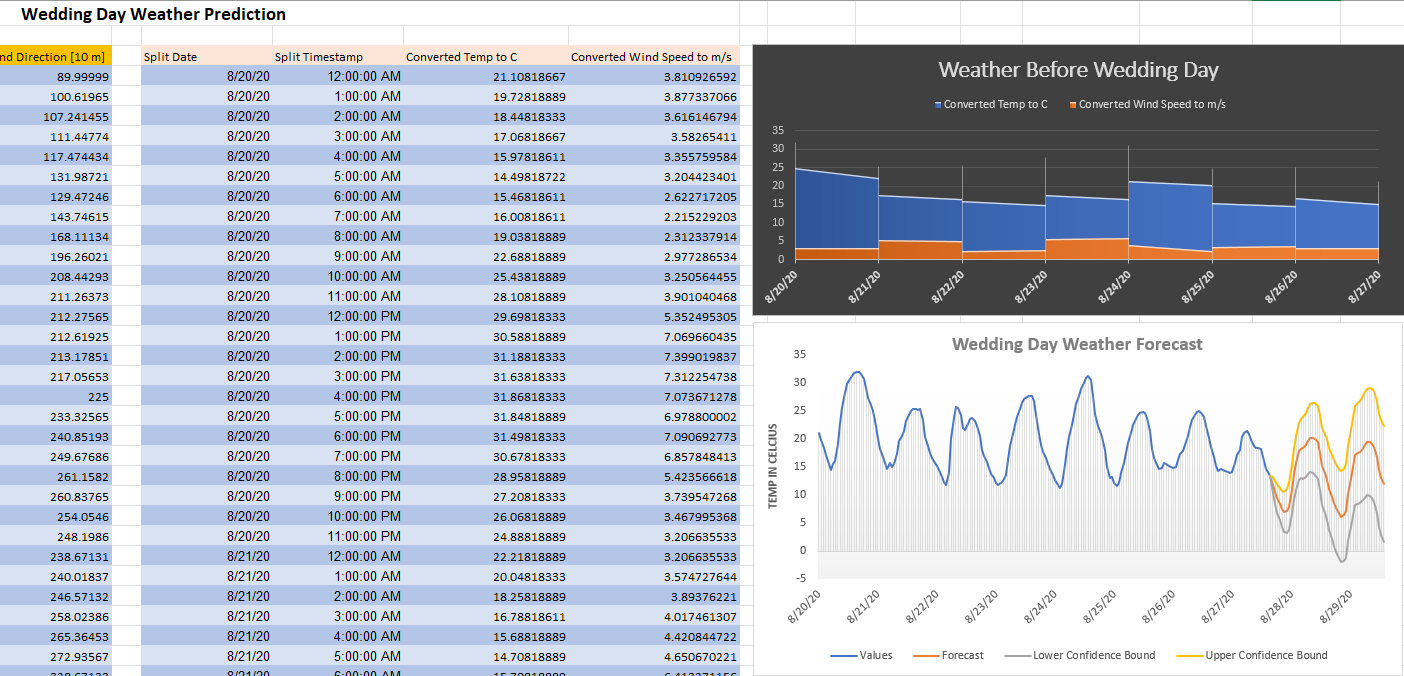 Wedding Day Weather Prediction
nd Direction [10 m] Split Date Split Timestamp Converted Temp to C Converted Wind Speed to m/s
89.99999 8/20/20 12:00:00 AM 21.10818667 3.810926592
100.61965 8/20/20 1:00:00 AM 19.72818889 3.877337066
107.241455 8/20/20 2:00:00 AM 18.44818333 3.616146794
111.44774 8/20/20 3:00:00 AM 17.06818667 3.58265411
117.474434 8/20/20 4:00:00 AM 15.97818611 3.355759584
131.98721 8/20/20 5:00:00 AM 14.49818722 3.204423401
129.47246 8/20/20 6:00:00 AM 15.46818611 2.622717205
143.74615 8/20/20 7:00:00 AM 16.00818611 2.215229203
168.11134 8/20/20 8:00:00 AM 19.03818889 2.312337914
196.26021 8/20/20 9:00:00 AM 22.68818889 2.977286534
208.44293 8/20/20 10:00:00 AM 25.43818889 3.250564455
211.26373 8/20/20 11:00:00 AM 28.10818889 3.901040468
212.27565 8/20/20 12:00:00 PM 29.69818333 5.352495305
212.61925 8/20/20 1:00:00 PM 30.58818889 7.069660435
213.17851 8/20/20 2:00:00 PM 31.18818333 7.399019837
217.05653 8/20/20 3:00:00 PM 31.63818333 7.312254738
225 8/20/20 4:00:00 PM 31.86818333 7.073671278
233.32565 8/20/20 5:00:00 PM 31.84818889 6.978800002
240.85193 8/20/20 6:00:00 PM 31.49818333 7.090692773
249.67686 8/20/20 7:00:00 PM 30.67818333 6.857848413
261.1582 8/20/20 8:00:00 PM 28.95818889 5.423566618
260.83765 8/20/20 9:00:00 PM 27.20818333 3.739547268
254.0546 8/20/20 10:00:00 PM 26.06818889 3.467995368
248.1986 8/20/20 11:00:00 PM 24.88818889 3.206635533
238.67131 8/21/20 12:00:00 AM 22.21818889 3.206635533
240.01837 8/21/20 1:00:00 AM 20.04818333 3.574727644
246.57132 8/21/20 2:00:00 AM 18.25818889 3.89376221
258.02386 8/21/20 3:00:00 AM 16.78818611 4.017461307
265.36453 8/21/20 4:00:00 AM 15.68818889 4.420844722
272.93567 8/21/20 5:00:00 AM 14.70818889 4.650670221
8/21/20 6:00:00 AM
Weather Before Wedding Day
Converted Temp to C Converted Wind Speed to m/s
35
30
25
20
15
10
5
0
8/20/20 8/21/20 8/22/20 8/23/20 8/24/20 8/25/20 8/26/20 8/27/20
Wedding Day Weather Forecast
TEMP IN CELCIUS
35
30
25
20
15
10
5
0
-5
8/20/20 8/21/20 8/22/20 8/23/20 8/24/20 8/25/20 8/26/20 8/27/20 8/28/20 8/29/20
Values Forecast Lower Confidence Bound Upper Confidence Bound